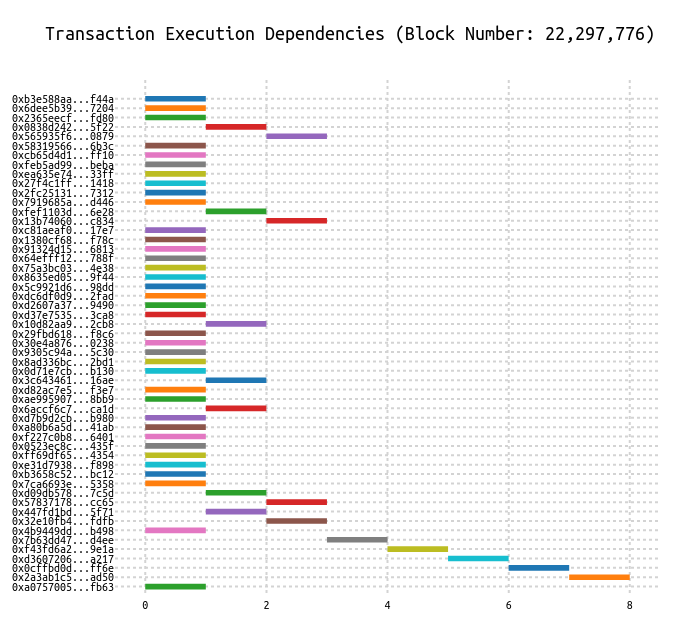 Transaction Execution Dependencies (Block Number: 22,297,776)
0xb3e588aa...f44a
0x6dee5b39...7204
0x2365eecf...fd80
0x0838d242...5f22
0x565935f6...0879
0x58319566...6b3c
0xcb65d4d1...ff10
0xfeb5ad99...beba
0xea635e74...33ff
0x27f4c1ff...1418
0x2fc25131...7312
0x7919685a...d446
0xfef1103d...6e28
0x13b74060...c834
0xc81aeaf0...17e7
0x1380cf68...f78c
0x91324d15...6813
0x64efff12...788f
0x75a3bc03...4e38
0x8635ed05...9f44
0x5c9921d6...98dd
0xdc6df0d9...2fad
0xd2607a37...9490
0xd37e7535...3ca8
0x10d82aa9...2cb8
0x29fbd618...f8c6
0x30e4a876...0238
0x9305c94a...5c30
0x8ad336bc...2bd1
0x0d71e7cb...b130
0x3c643461...16ae
0xd82ac7e5...f3e7
0xae995907...8bb9
0x6accf6c7...ca1d
0xd7b9d2cb...b980
0xa80b6a5d...41ab
0xf227c0b8...6401
0x0523ec8c...435f
0xff69df65...4354
0xe31d7938...f898
0xb3658c52...bc12
0x7ca6693e...5358
0xd09db578...7c5d
0x57837178...cc65
0x447fd1bd...5f71
0x32e10fb4...fdfb
0x4b9449dd...b498
0x7b63dd47...d4ee
0xf43fd6a2...9e1a
0xd3607206...a217
0x0cffbd0d...ff6e
0x2a3ab1c5...ad50
0xa0757005...fb63
0 2 4 6 8